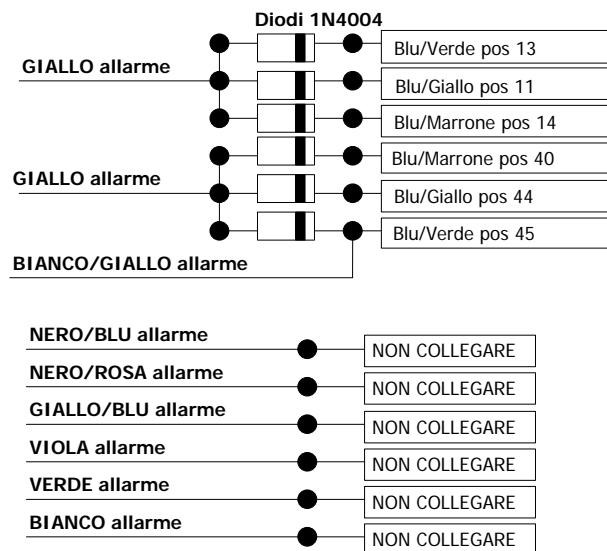 Diodi 1N4004
Blu/Verde pos 13
GIALLO allarme
Blu/Giallo pos 11
Blu/Marrone pos 14
Blu/Marrone pos 40
GIALLO allarme
Blu/Giallo pos 44
Blu/Verde pos 45
BIANCO/GIALLO allarme
NERO/BLU allarme
NON COLLEGARE
NERO/ROSA allarme
NON COLLEGARE
GIALLO/BLU allarme
NON COLLEGARE
VIOLA allarme
NON COLLEGARE
VERDE allarme
NON COLLEGARE
BIANCO allarme
NON COLLEGARE